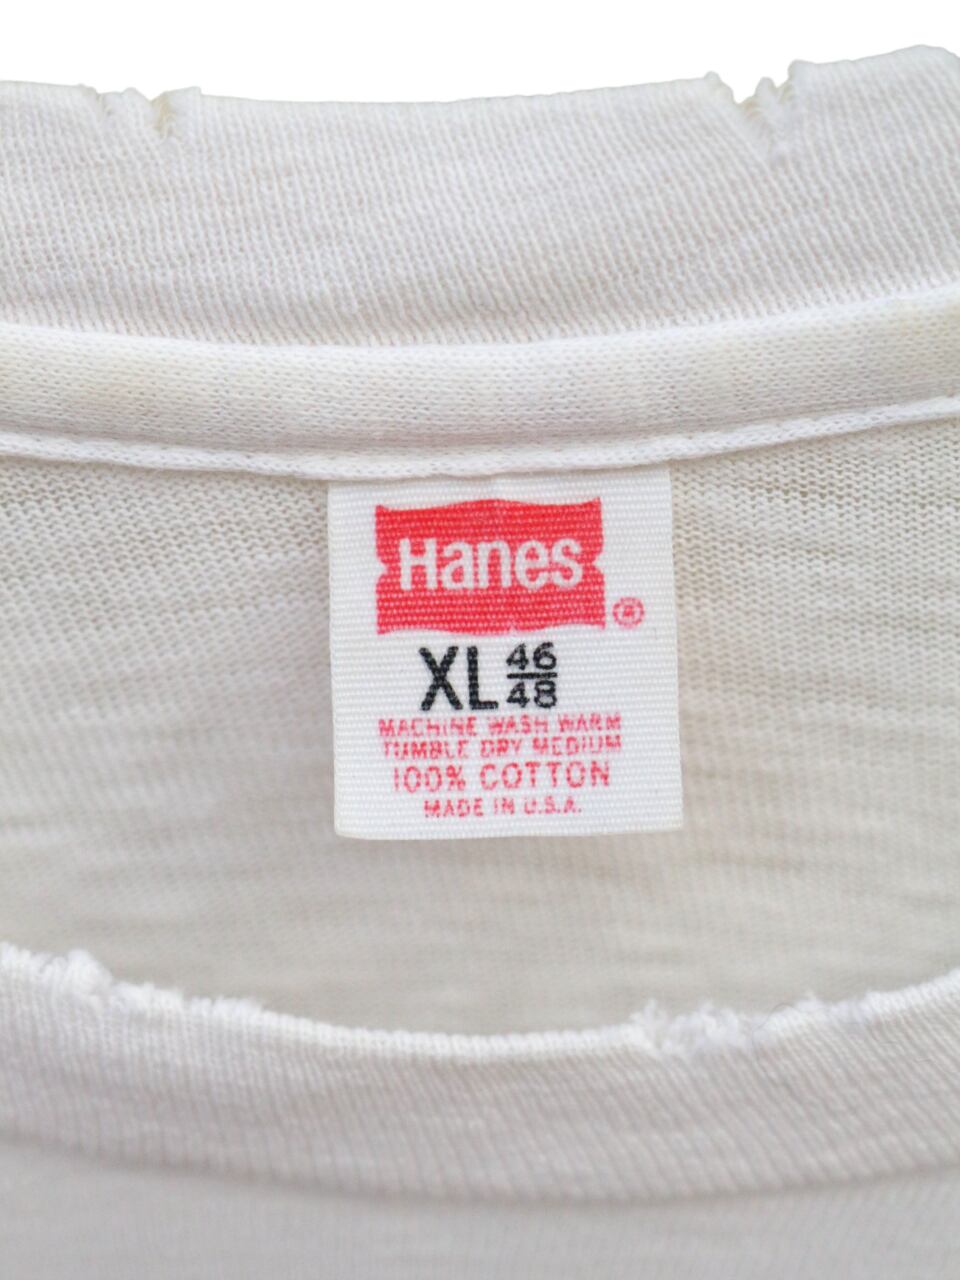 Hanes ®
XL 46/48
MACHINE WASH WARM
TUMBLE DRY MEDIUM
100% COTTON
MADE IN U.S.A.